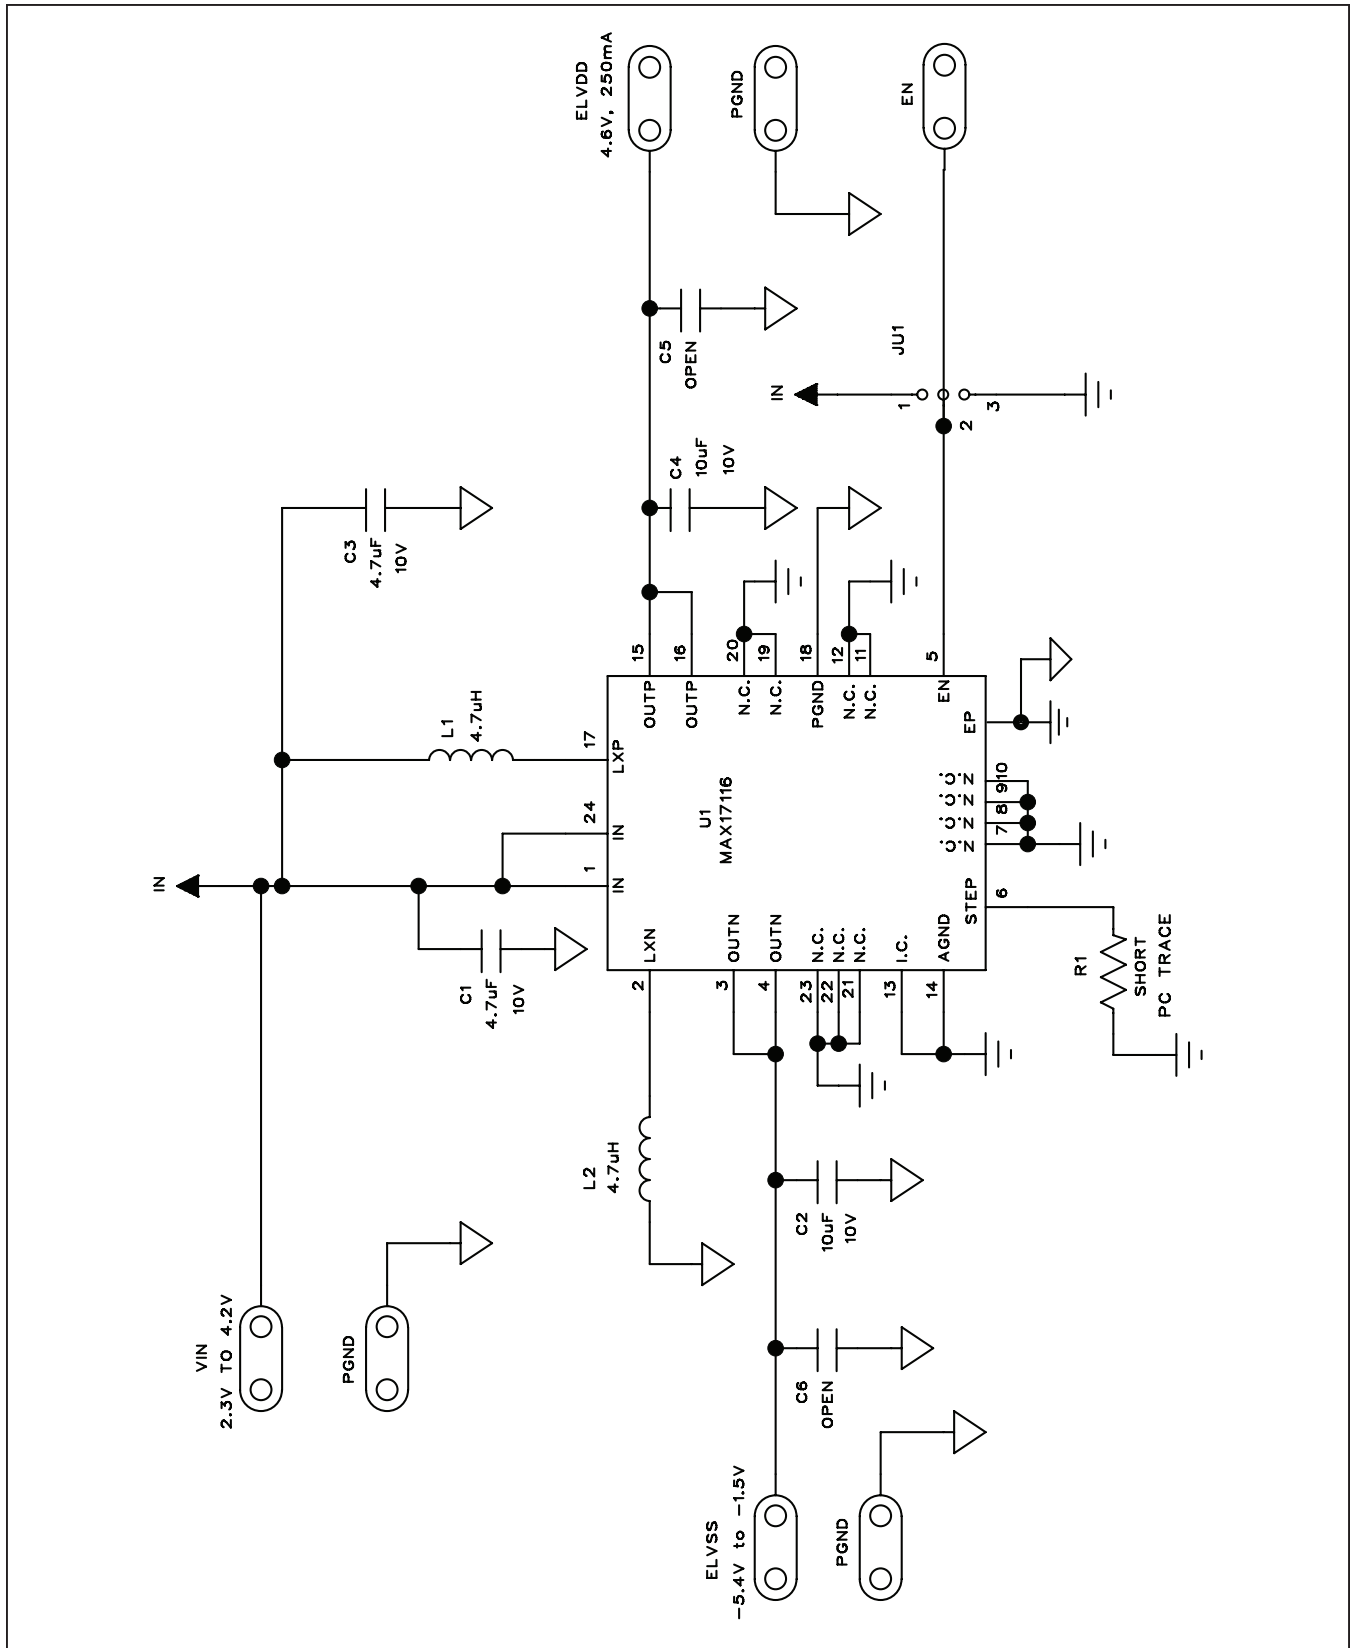 VIN
2.3V TO 4.2V
PGND
IN
C1
4.7uF
10V
C3
4.7uF
10V
L1
4.7uH
L2
4.7uH
ELVDD
4.6V, 250mA
PGND
EN
C5
OPEN
C4
10uF
10V
IN
JU1
1
2
3
U1
MAX17116
1
IN
24
IN
17
LXP
2
LXN
3
OUTN
4
OUTN
23
N.C.
22
N.C.
21
N.C.
13
I.C.
14
AGND
15
OUTP
16
OUTP
20
N.C.
19
N.C.
18
PGND
12
N.C.
11
N.C.
5
EN
STEP
6
N.C.
7
N.C.
8
N.C.
9
N.C.
10
EP
R1
SHORT
PC TRACE
C2
10uF
10V
C6
OPEN
ELVSS
-5.4V to -1.5V
PGND